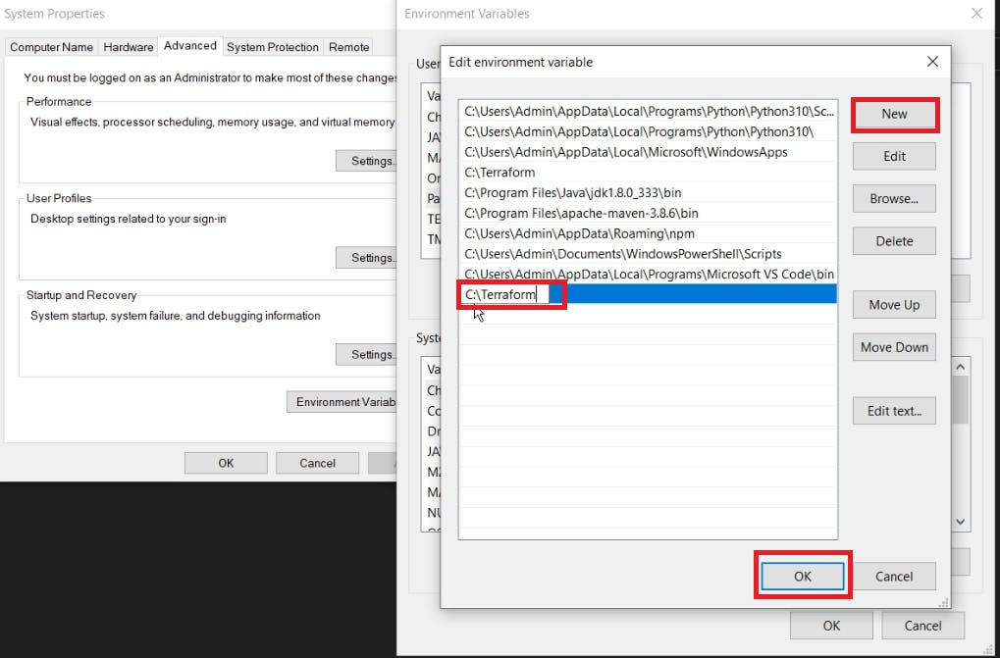 System Properties
Computer Name
Hardware
Advanced
System Protection
Remote
You must be logged on as an Administrator to make most of these changes
Performance
Visual effects, processor scheduling, memory usage, and virtual memory
Settings..
User Profiles
Desktop settings related to your sign-in
Settings..
Startup and Recovery
System startup, system failure, and debugging information
Settings..
Environment Variab
OK
Cancel
Environment Variables
User
Va
Ch
JA
MA
On
Pa
TE
TM
Syste
Va
Ch
Co
Dr
JA
MA
NU
Edit environment variable
C:\Users\Admin\AppData\Local\Programs\Python\Python310\Sc...
C:\Users\Admin\AppData\Local\Programs\Python\Python310\
C:\Users\Admin\AppData\Local\Microsoft\WindowsApps
C:\Terraform
C:\Program Files\Java\jdk1.8.0_333\bin
C:\Program Files\apache-maven-3.8.6\bin
C:\Users\Admin\AppData\Roaming\npm
C:\Users\Admin\Documents\WindowsPowerShell\Scripts
C:\Users\Admin\AppData\Local\Programs\Microsoft VS Code\bin
C:\Terraform
New
Edit
Browse...
Delete
Move Up
Move Down
Edit text...
OK
Cancel
OK
Cancel